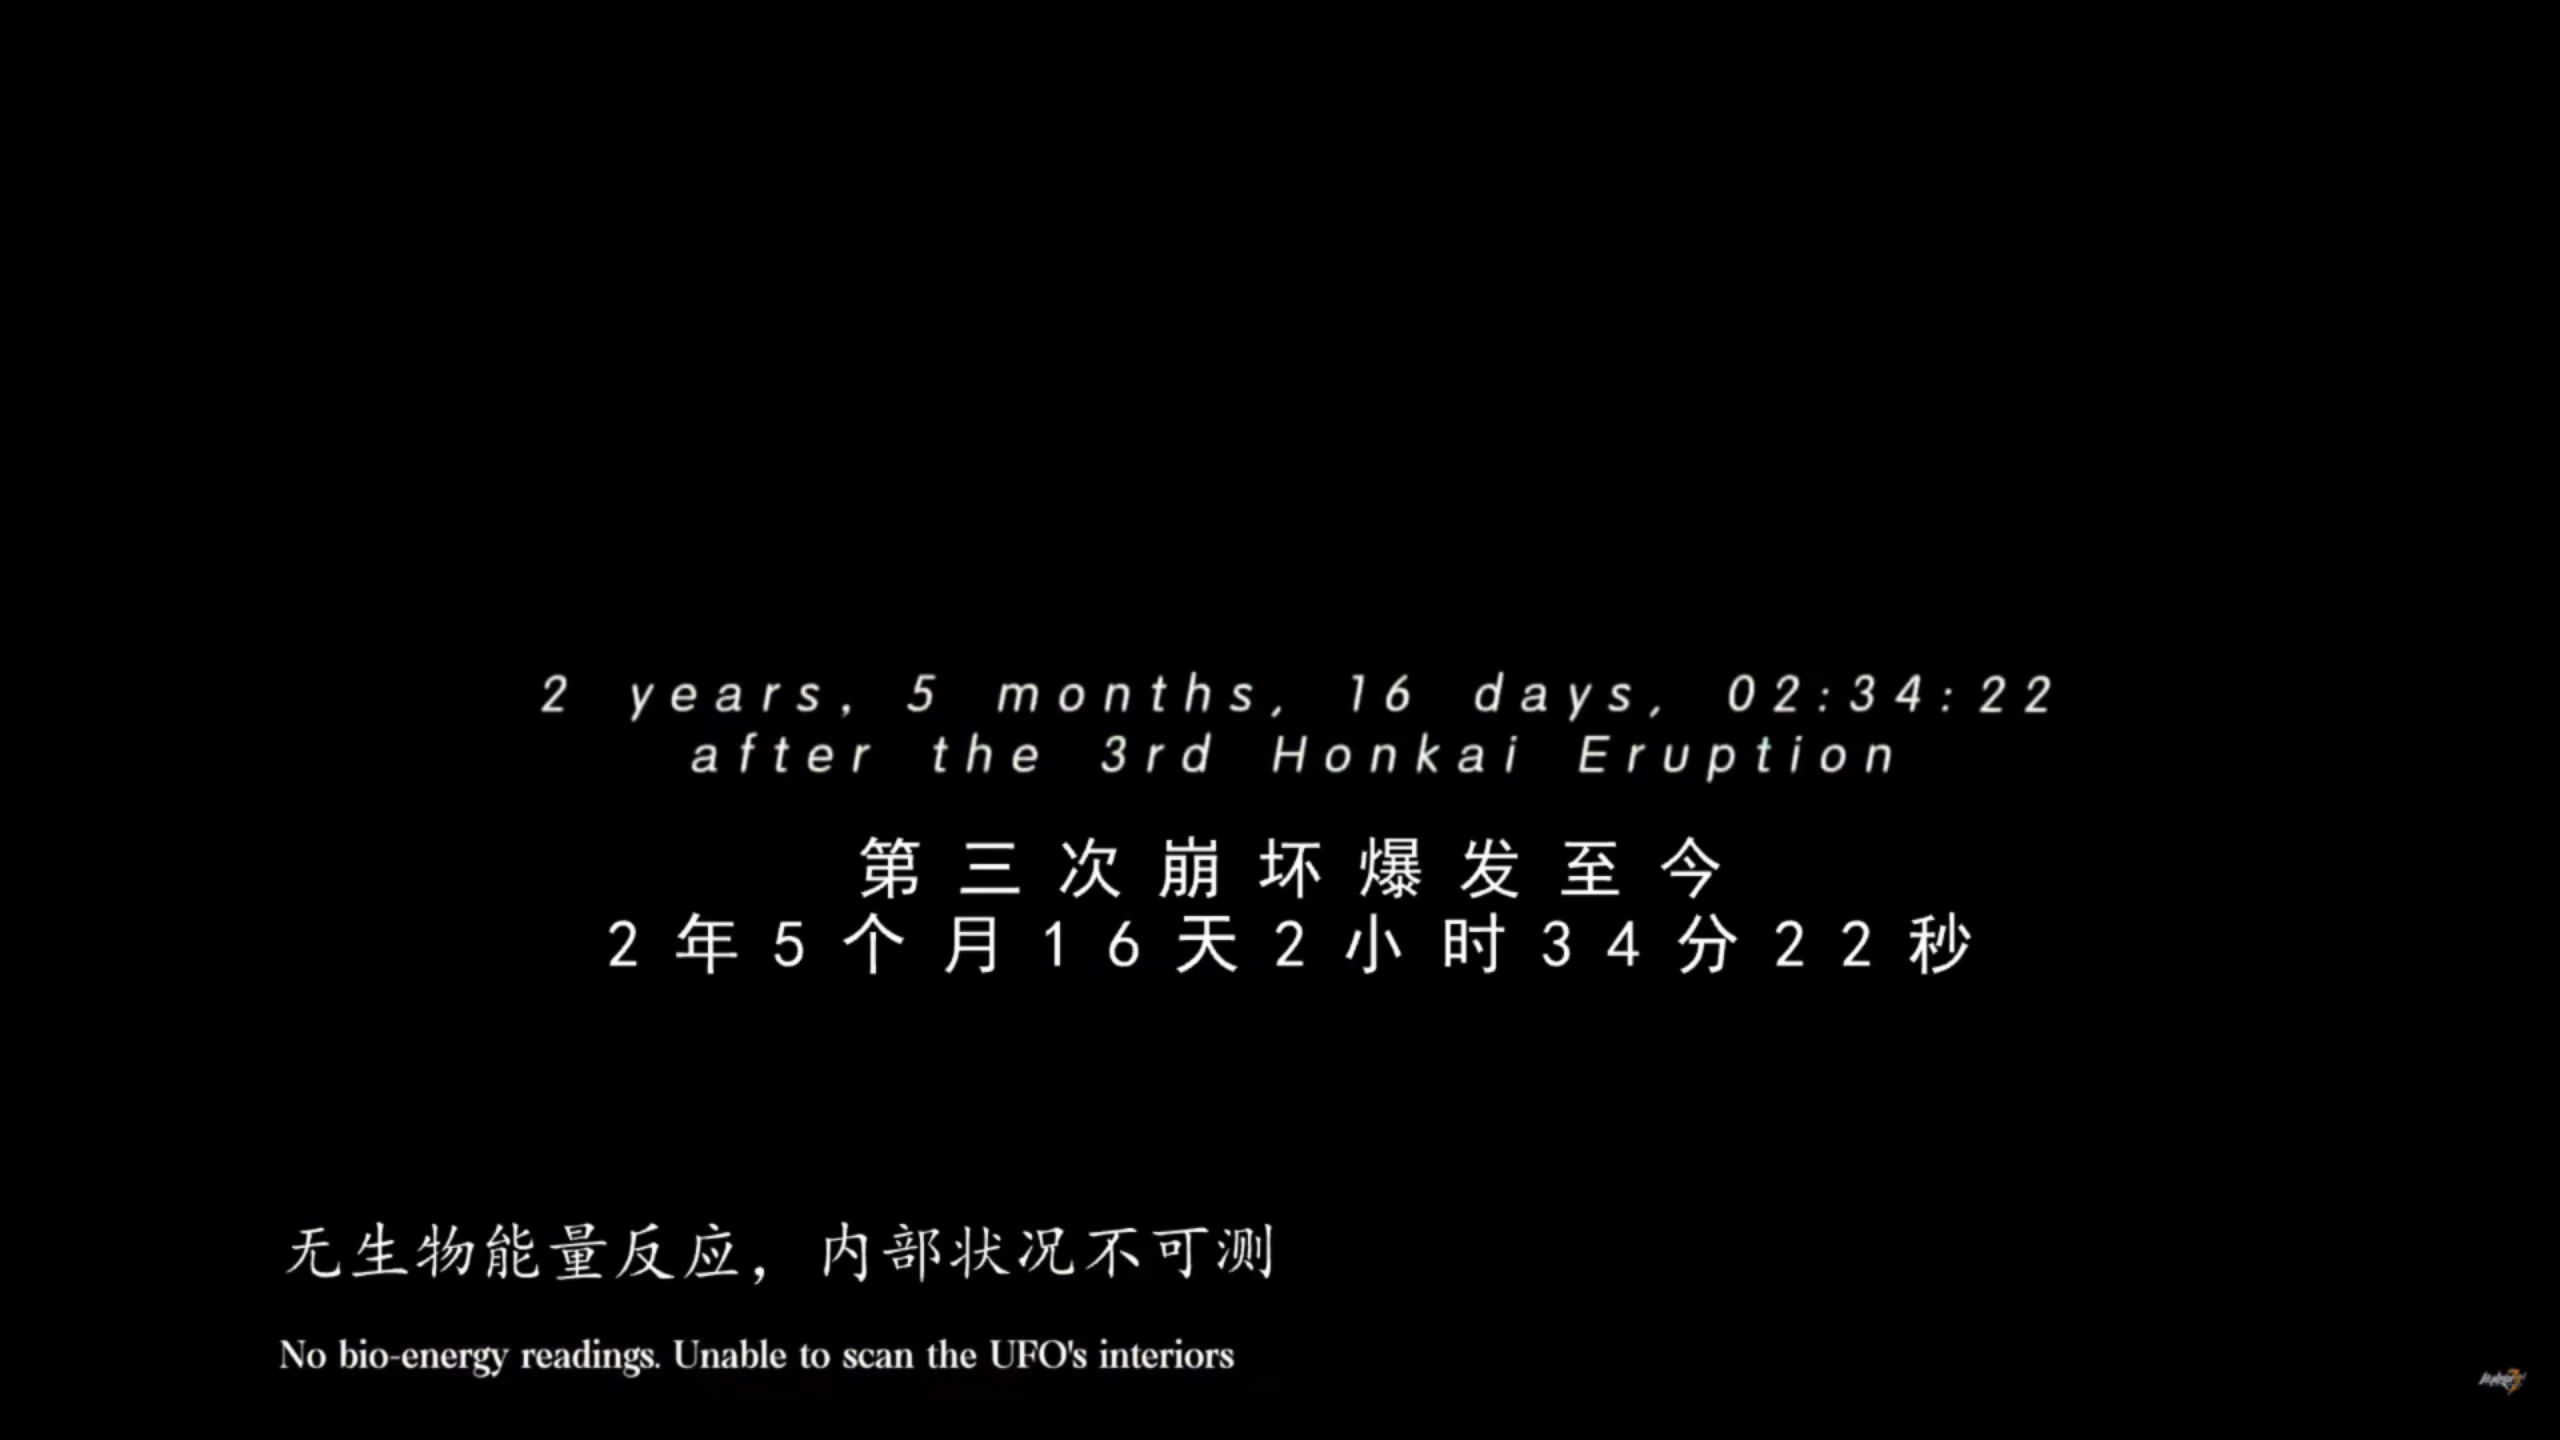 2 years, 5 months, 16 days, 02:34:22
after the 3rd Honkai Eruption
第三次崩坏爆发至今
2年5个月16天2小时34分22秒
无生物能量反应，内部状况不可测
No bio-energy readings. Unable to scan the UFO's interiors